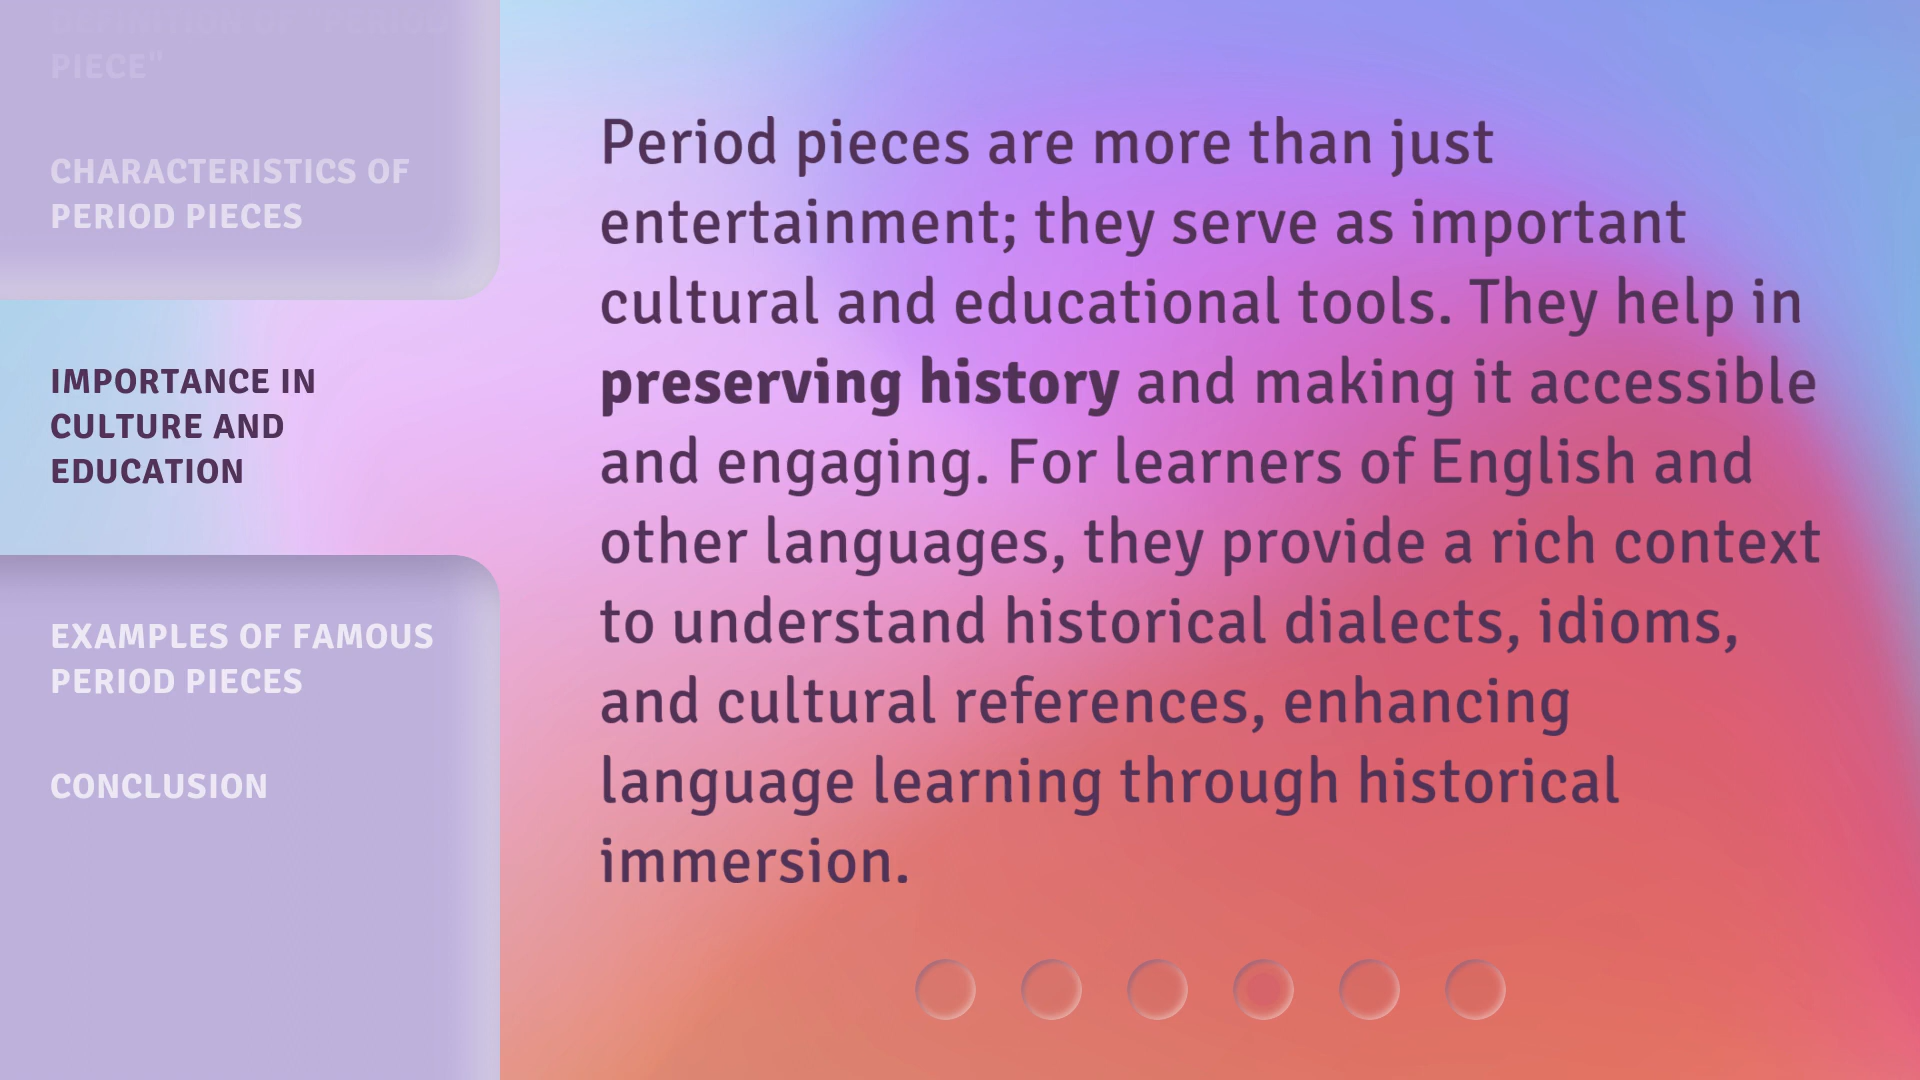 DEFINITION OF "PERIOD
PIECE"
CHARACTERISTICS OF
PERIOD PIECES
IMPORTANCE IN
CULTURE AND
EDUCATION
EXAMPLES OF FAMOUS
PERIOD PIECES
CONCLUSION
Period pieces are more than just
entertainment; they serve as important
cultural and educational tools. They help in
preserving history and making it accessible
and engaging. For learners of English and
other languages, they provide a rich context
to understand historical dialects, idioms,
and cultural references, enhancing
language learning through historical
immersion.